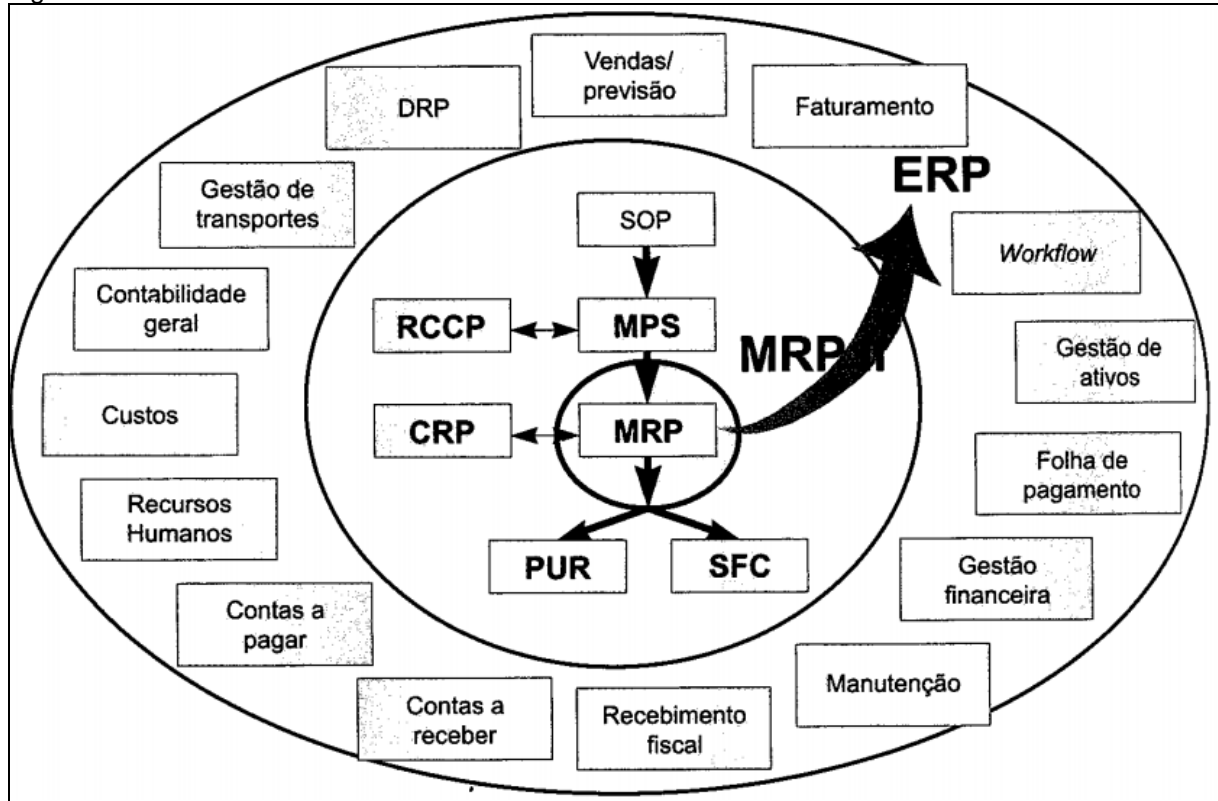 Vendas/
previsão
DRP
Faturamento
ERP
Gestão de
transportes
SOP
Workflow
Contabilidade
geral
RCCP
MPS
MRP II
Gestão de
ativos
Custos
CRP
MRP
Folha de
pagamento
Recursos
Humanos
PUR
SFC
Gestão
financeira
Contas a
pagar
Manutenção
Contas a
receber
Recebimento
fiscal